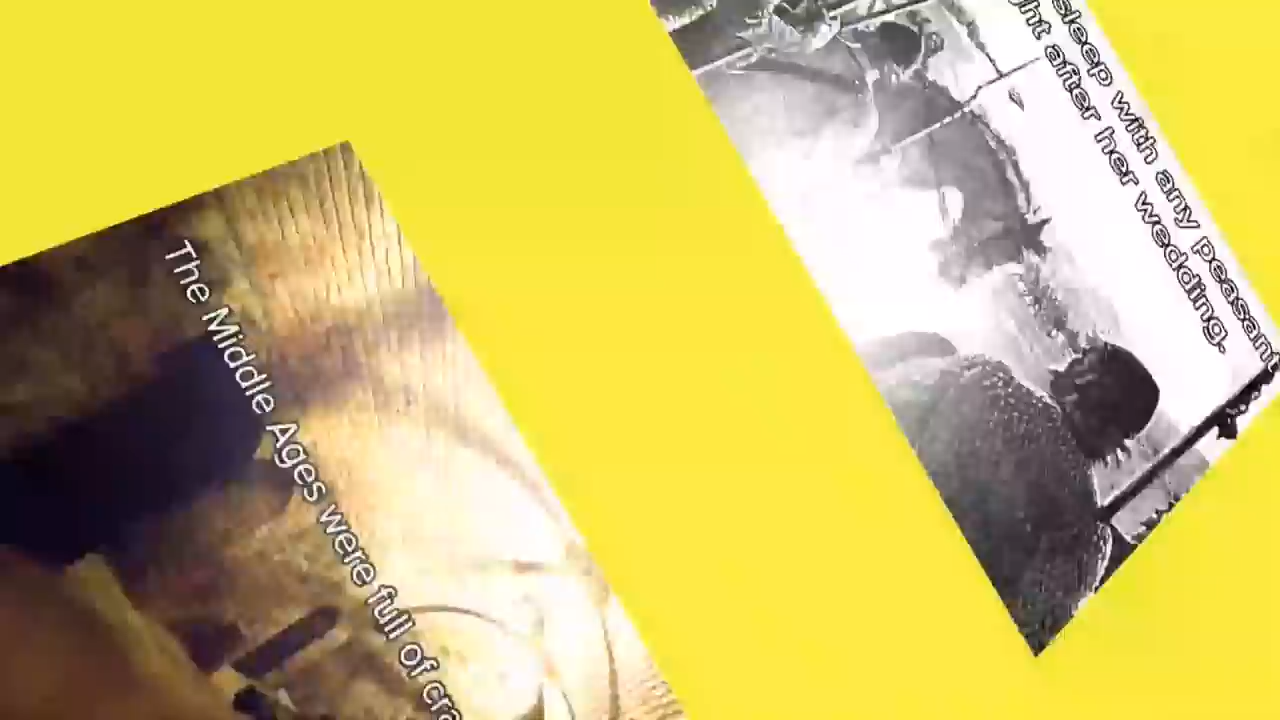 The Middle Ages were full of
sleep with any peasant
after her wedding.